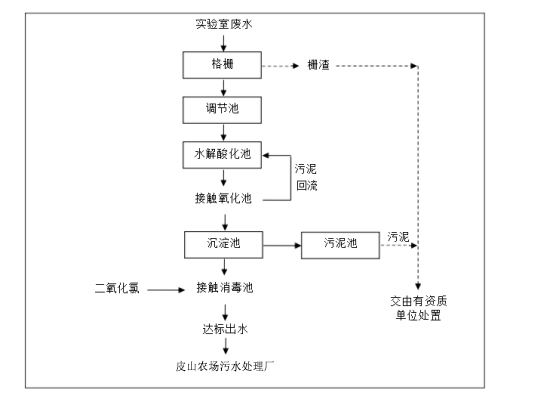 实验室废水
格栅
栅渣
调节池
水解酸化池
污泥
回流
接触氧化池
沉淀池
污泥池
污泥
二氧化氯
接触消毒池
交由有资质
单位处置
达标出水
皮山农场污水处理厂